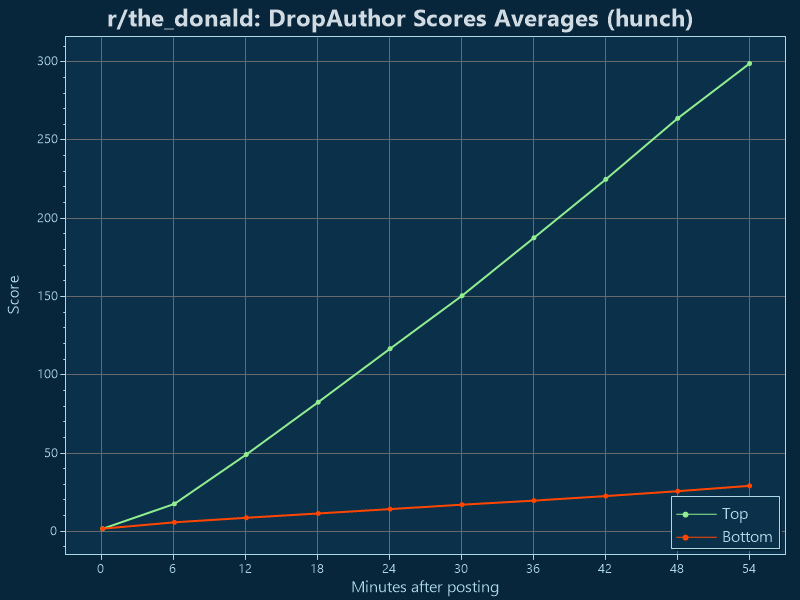 r/the_donald: DropAuthor Scores Averages (hunch)
300
250
200
150
100
50
0
Score
0 6 12 18 24 30 36 42 48 54
Minutes after posting
Top
Bottom